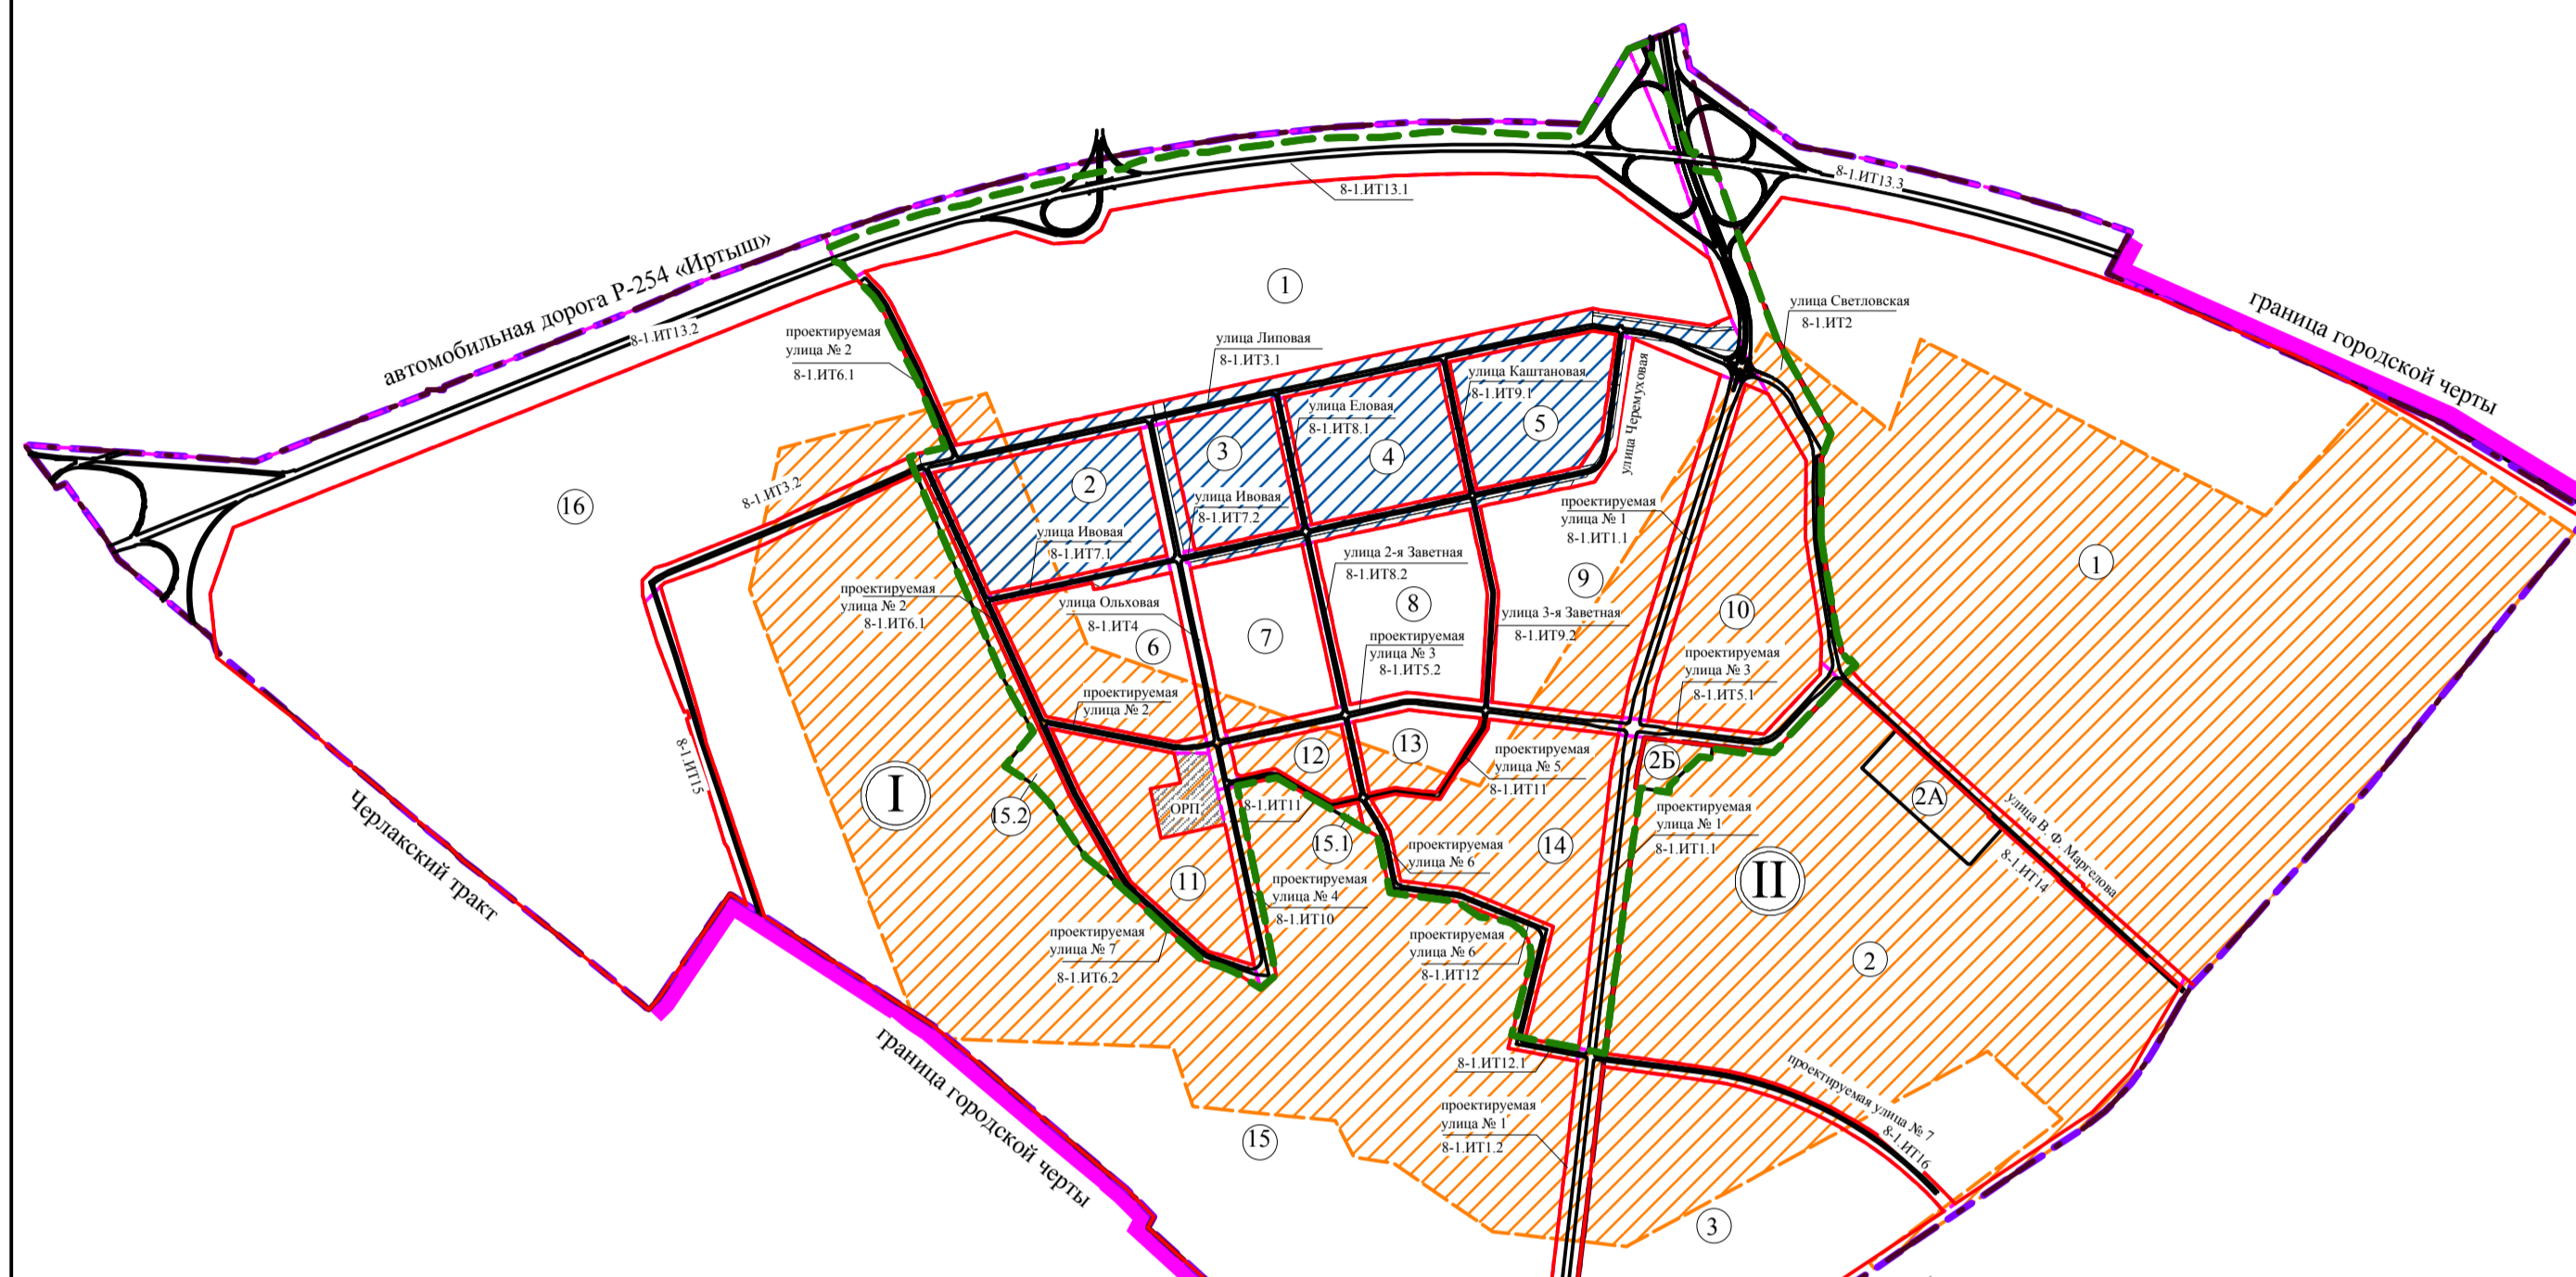 автомобильная дорога Р-254 «Иртыш»
8-1.ИТ13.2
8-1.ИТ13.1
8-1.ИТ13.3
граница городской черты
1
проектируемая
улица № 2
8-1.ИТ6.1
улица Липовая
8-1.ИТ3.1
улица Светловская
8-1.ИТ2
улица Каштановая
8-1.ИТ9.1
5
улица Черемуховая
улица Еловая
8-1.ИТ8.1
4
3
2
8-1.ИТ3.2
16
улица Ивовая
8-1.ИТ7.2
улица Ивовая
8-1.ИТ7.1
проектируемая
улица № 1
8-1.ИТ1.1
1
улица 2-я Заветная
8-1.ИТ8.2
9
8
10
проектируемая
улица № 2
8-1.ИТ6.1
улица Ольховая
8-1.ИТ4
6
7
улица 3-я Заветная
8-1.ИТ9.2
проектируемая
улица № 3
8-1.ИТ5.2
проектируемая
улица № 3
8-1.ИТ5.1
проектируемая
улица № 2
8-1.ИТ15
12
13
проектируемая
улица № 5
8-1.ИТ11
2Б
I
15.2
ОРП
8-1.ИТ11
2А
улица В. Ф. Маргелова
8-1.ИТ14
проектируемая
улица № 1
8-1.ИТ1.1
15.1
14
проектируемая
улица № 6
II
11
проектируемая
улица № 4
8-1.ИТ10
Черлакский тракт
проектируемая
улица № 7
8-1.ИТ6.2
проектируемая
улица № 6
8-1.ИТ12
2
граница городской черты
8-1.ИТ12.1
проектируемая улица № 7
8-1.ИТ16
проектируемая
улица № 1
8-1.ИТ1.2
15
3